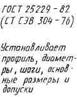 ГОСТ 25229-82
(СТ СЭВ 304-76)
Устанавливает
профиль, диамет-
ры, шаги, основ-
ные размеры и
допуски